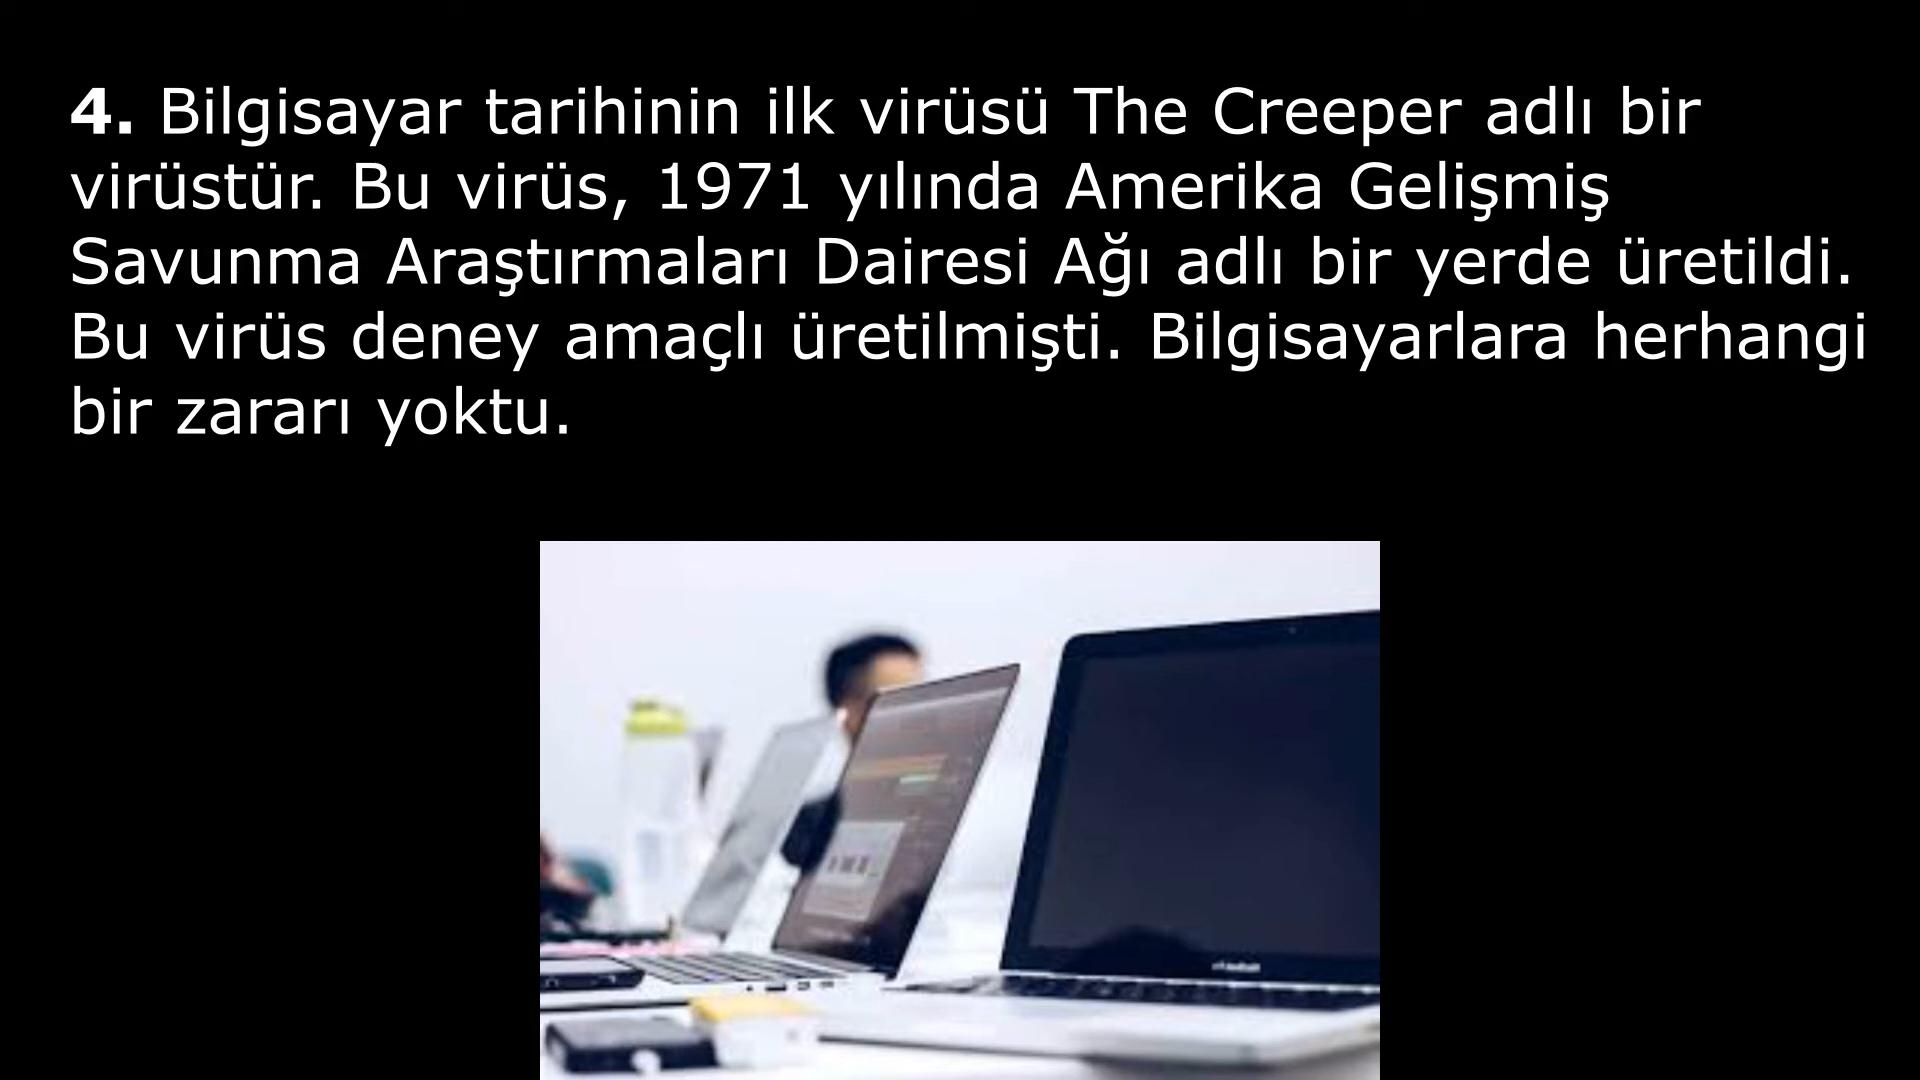 4. Bilgisayar tarihinin ilk virüsü The Creeper adlı bir
virüstür. Bu virüs, 1971 yılında Amerika Gelişmiş
Savunma Araştırmaları Dairesi Ağı adlı bir yerde üretildi.
Bu virüs deney amaçlı üretilmişti. Bilgisayarlara herhangi
bir zararı yoktu.